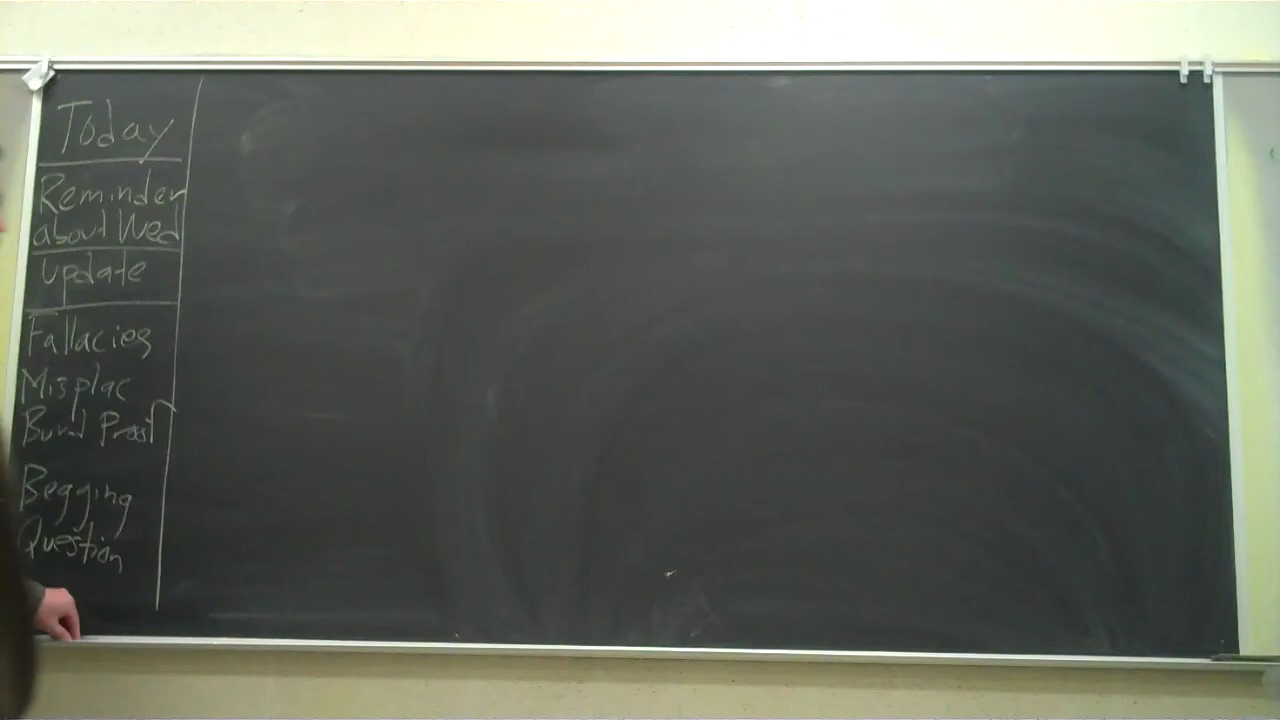 Today
Reminder
about Wed
update
Fallacies
Misplac
Burd Proof
Begging
Question